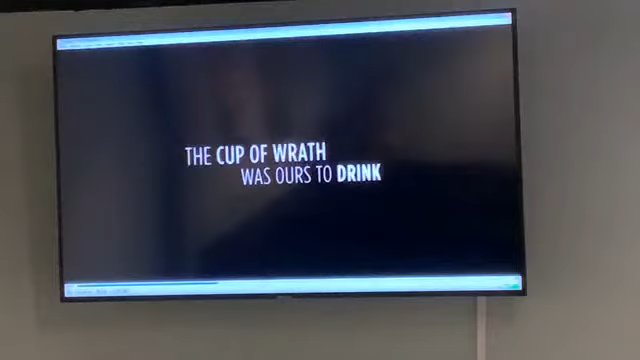 THE CUP OF WRATH
WAS OURS TO DRINK